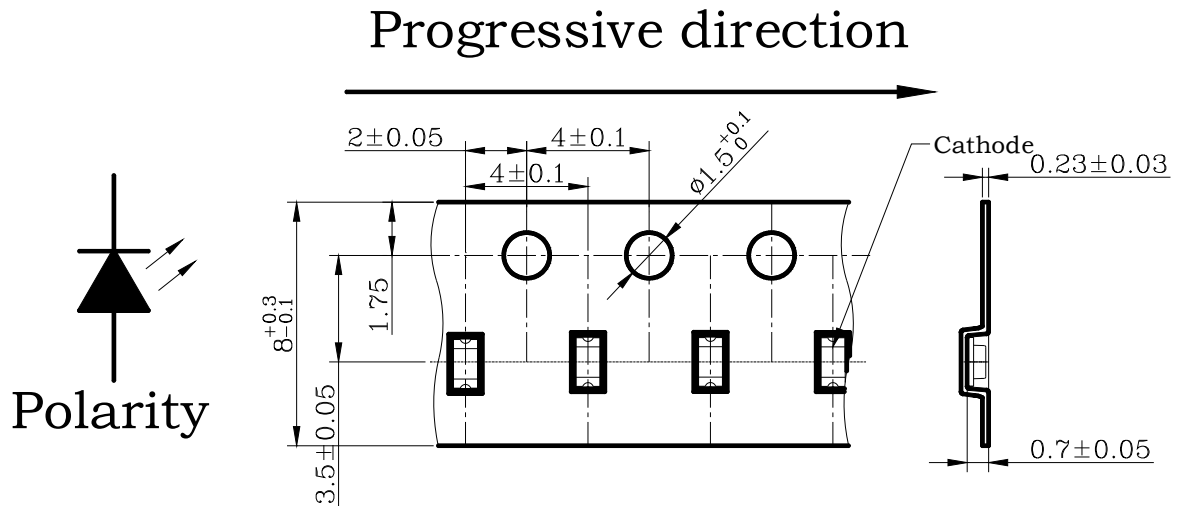 Progressive direction
2±0.05
4±0.1
4±0.1
ø1.5 +0.1 0
Cathode
0.23±0.03
1.75
8 +0.3 -0.1
3.5±0.05
Polarity
0.7±0.05